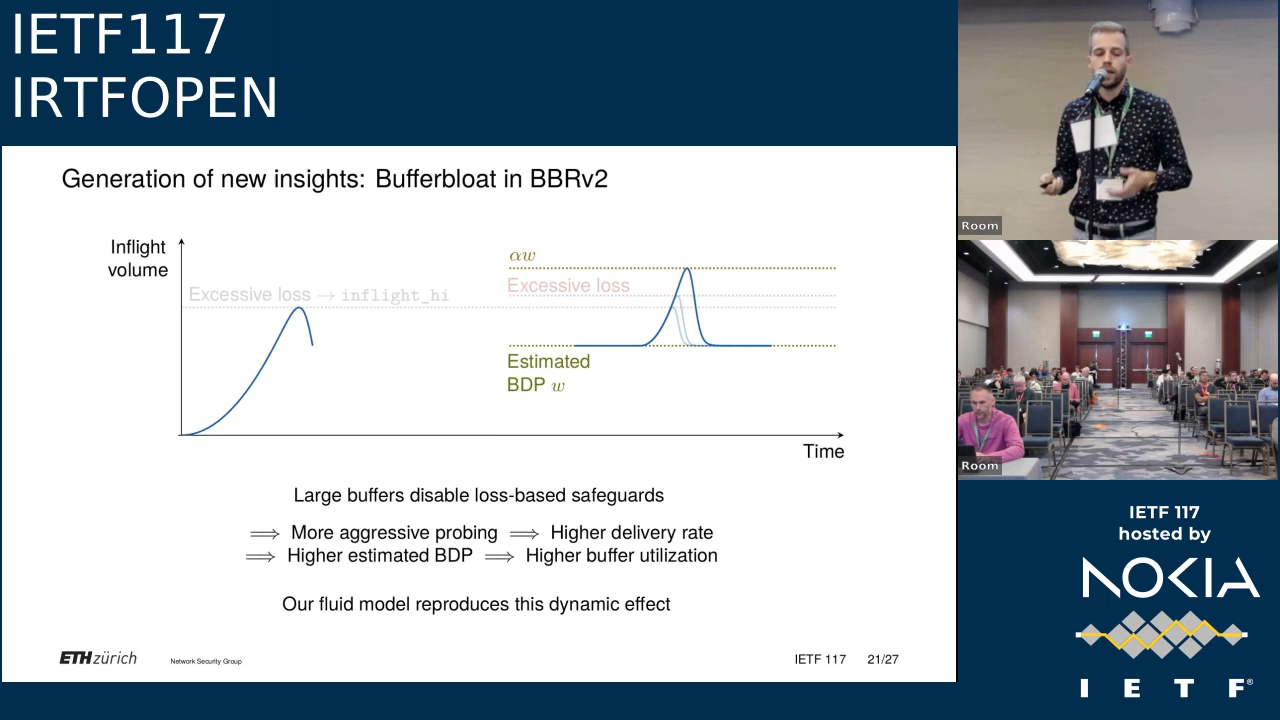 IETF117
IRTFOPEN
Generation of new insights: Bufferbloat in BBRv2
Inflight
volume
Excessive loss → inflight_hi
αw
Excessive loss
Estimated
BDP w
Time
Large buffers disable loss-based safeguards
⟹ More aggressive probing ⟹ Higher delivery rate
⟹ Higher estimated BDP ⟹ Higher buffer utilization
Our fluid model reproduces this dynamic effect
ETH zürich
Network Security Group
IETF 117 21/27
Room
Room
IETF 117
hosted by
NOKIA
I E T F®